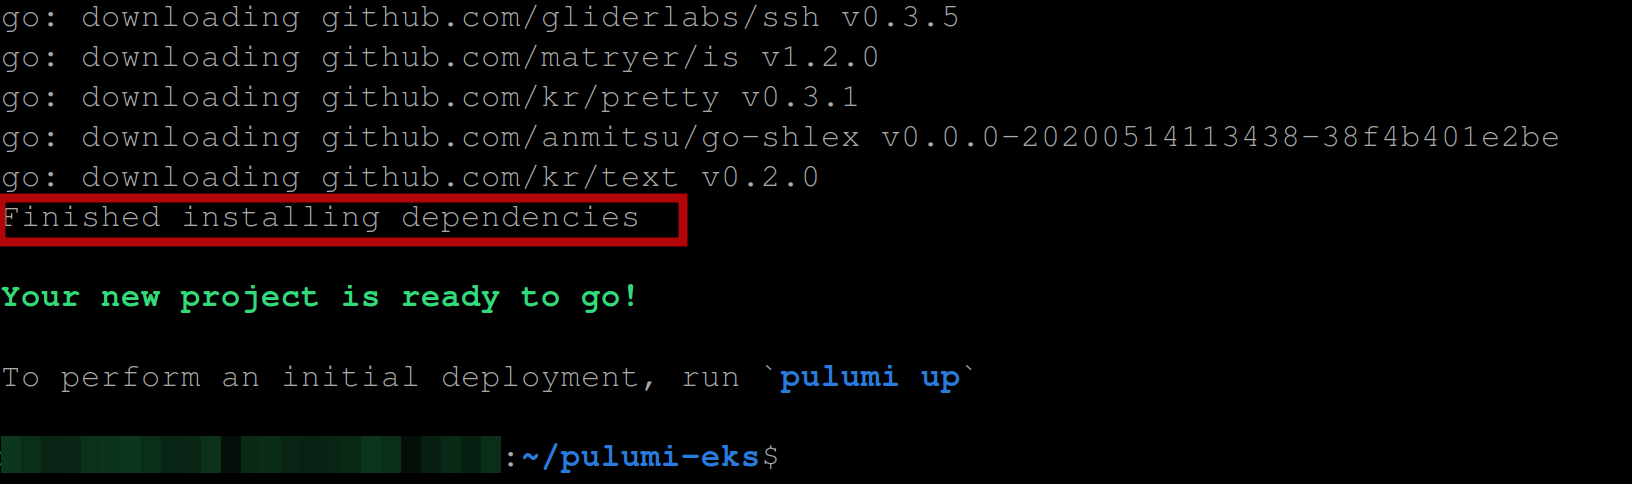 go: downloading github.com/gliderlabs/ssh v0.3.5
go: downloading github.com/matryer/is v1.2.0
go: downloading github.com/kr/pretty v0.3.1
go: downloading github.com/anmitsu/go-shlex v0.0.0-20200514113438-38f4b401e2be
go: downloading github.com/kr/text v0.2.0
Finished installing dependencies
Your new project is ready to go!
To perform an initial deployment, run `pulumi up`
:~/pulumi-eks$